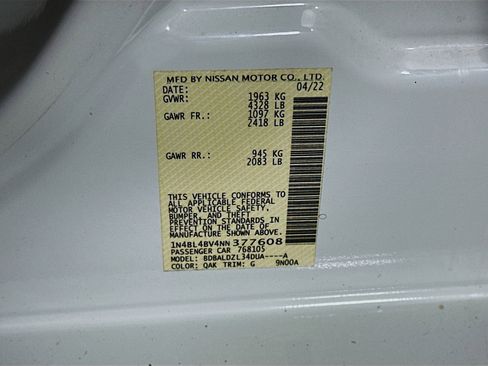 MFD BY NISSAN MOTOR CO., LTD.
DATE: 04/22
GVWR: 1963 KG
4328 LB
GAWR FR.: 1097 KG
2418 LB
GAWR RR.: 945 KG
2083 LB
THIS VEHICLE CONFORMS TO
ALL APPLICABLE FEDERAL
MOTOR VEHICLE SAFETY,
BUMPER, AND THEFT
PREVENTION STANDARDS IN
EFFECT ON THE DATE OF
MANUFACTURE SHOWN ABOVE.
1N4BL4BV4NN377608
PASSENGER CAR 768105
MODEL: BDBALDZL34DUA----A
COLOR: QAK TRIM: G 9N00A